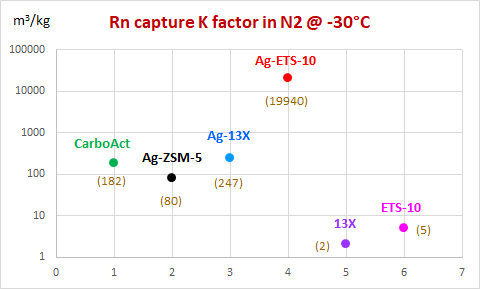 Rn capture K factor in N2 @ -30°C
m³/kg
100000
10000
1000
100
10
1
0 1 2 3 4 5 6 7
CarboAct
(182)
Ag-ZSM-5
(80)
Ag-13X
(247)
Ag-ETS-10
(19940)
13X
(2)
ETS-10
(5)